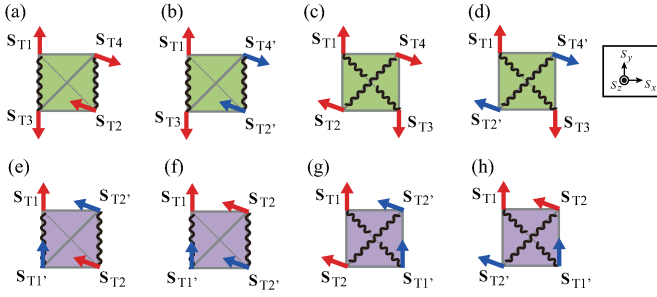 (a) (b) (c) (d)
S_T1 S_T4 S_T1 S_T4' S_T1 S_T4 S_T1 S_T4'
S_y
S_z S_x
S_T3 S_T2 S_T3 S_T2' S_T2 S_T3 S_T2' S_T3
(e) (f) (g) (h)
S_T1 S_T2' S_T1 S_T2 S_T1 S_T2' S_T1 S_T2
S_T1' S_T2 S_T1' S_T2' S_T2 S_T1' S_T2' S_T1'